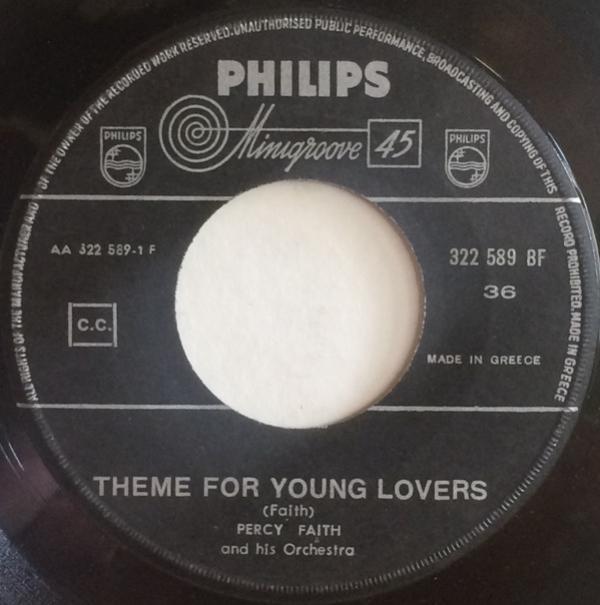 ALL RIGHTS OF THE MANUFACTURER AND OF THE OWNER OF THE RECORDED WORK RESERVED. UNAUTHORISED PUBLIC PERFORMANCE, BROADCASTING AND COPYING OF THIS RECORD PROHIBITED. MADE IN GREECE
PHILIPS
Minigroove 45
PHILIPS
PHILIPS
AA 322 589-1 F
322 589 BF
36
C.C.
MADE IN GREECE
THEME FOR YOUNG LOVERS
(Faith)
PERCY FAITH
and his Orchestra